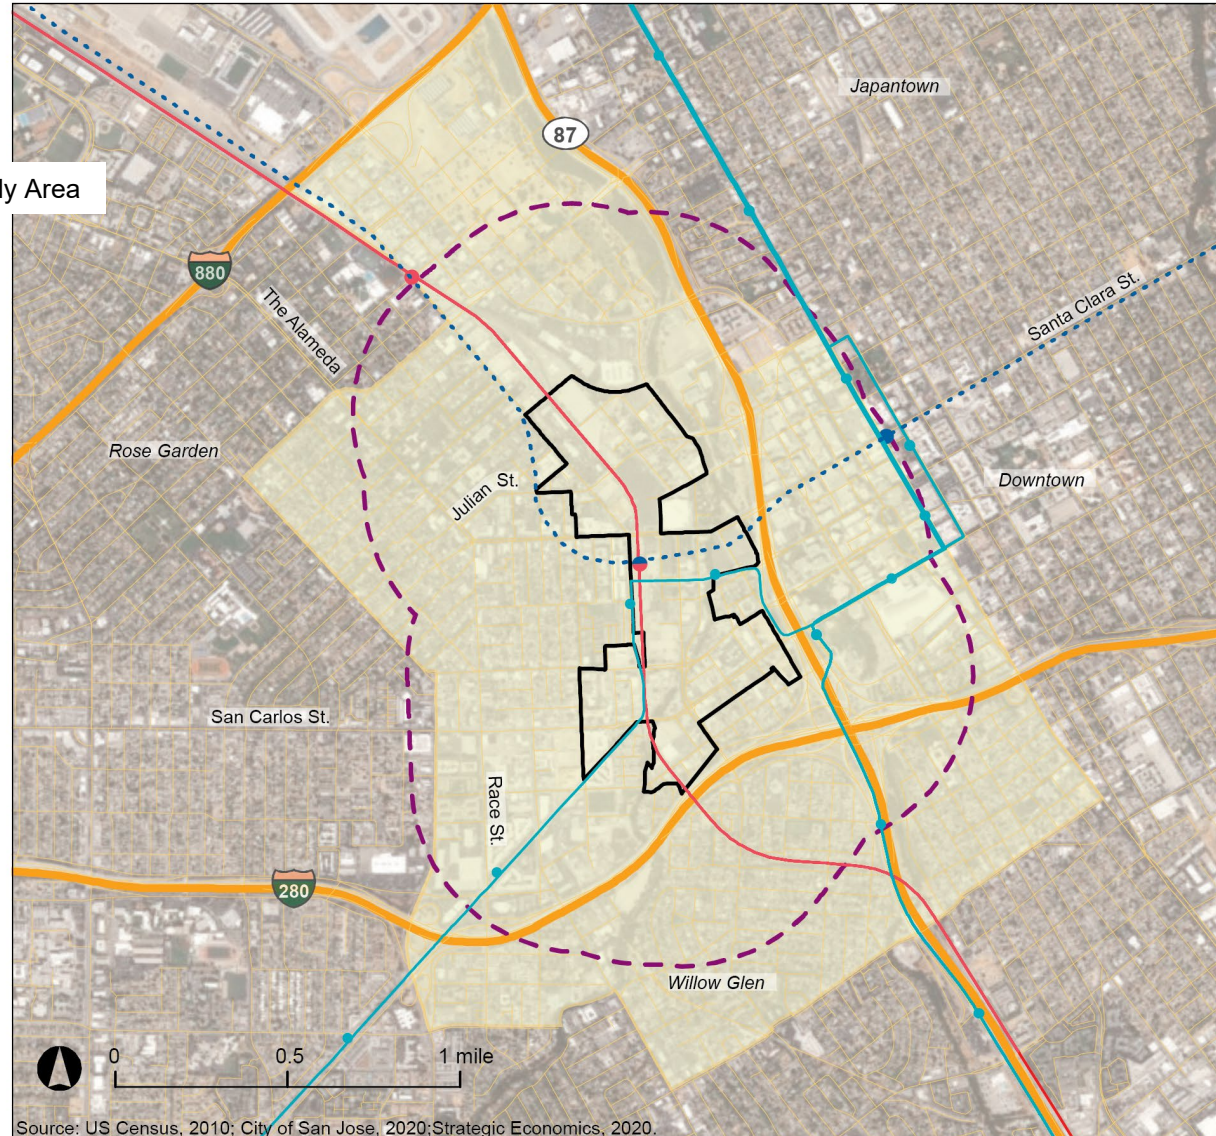 Japantown
87
ly Area
880
The Alameda
Santa Clara St.
Rose Garden
Downtown
Julian St.
San Carlos St.
Race St.
280
Willow Glen
0 0.5 1 mile
Source: US Census, 2010; City of San Jose, 2020;Strategic Economics, 2020.